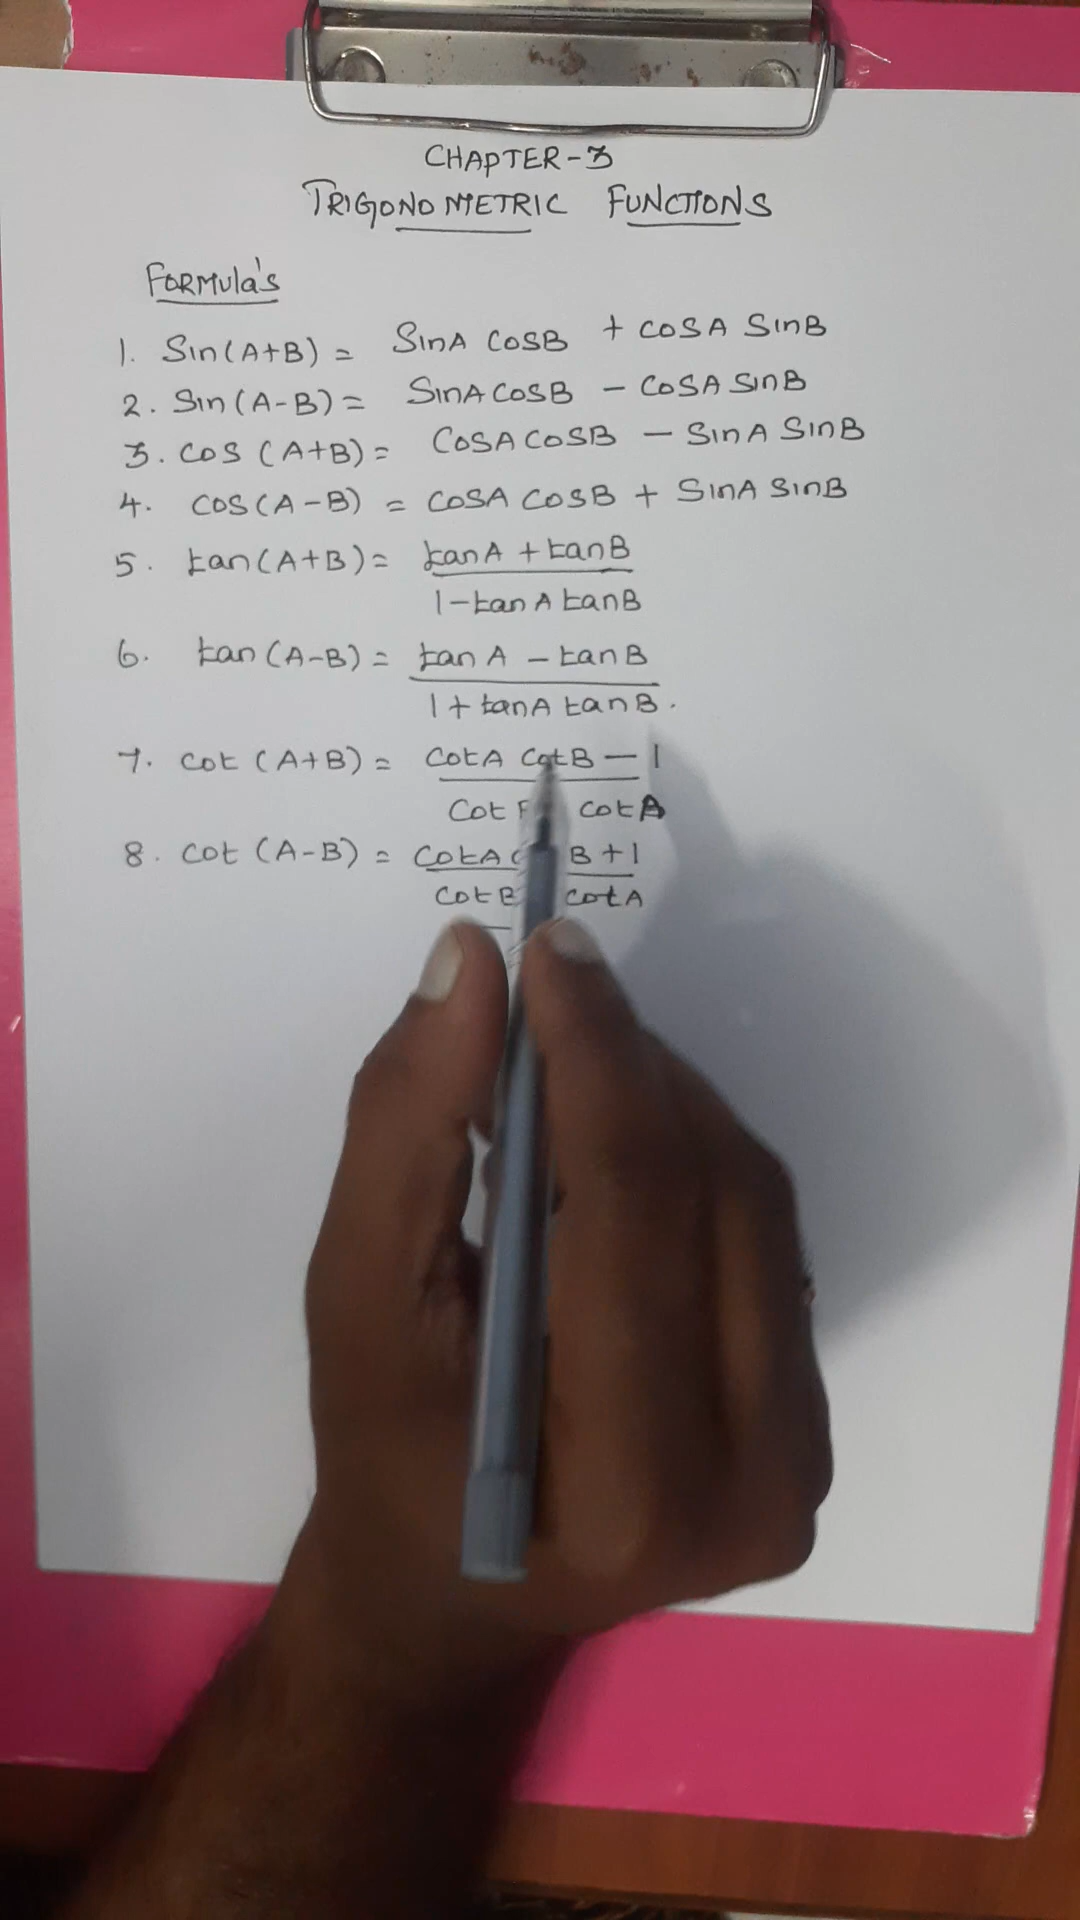 CHAPTER-3
TRIGONOMETRIC FUNCTIONS
FORMULA'S
1. Sin(A+B) = SinA COSB + COSA SinB
2. Sin(A-B) = SinA COSB - COSA SinB
3. COS (A+B) = COSA COSB - SinA SinB
4. COS(A-B) = COSA COSB + SinA SinB
5. tan(A+B) = tanA + tanB
1-tanA tanB
6. tan(A-B) = tanA - tanB
1+tanA tanB.
7. cot (A+B) = cotA cotB - 1
cot cotA
8. cot (A-B) = cotA B+1
cotB cotA